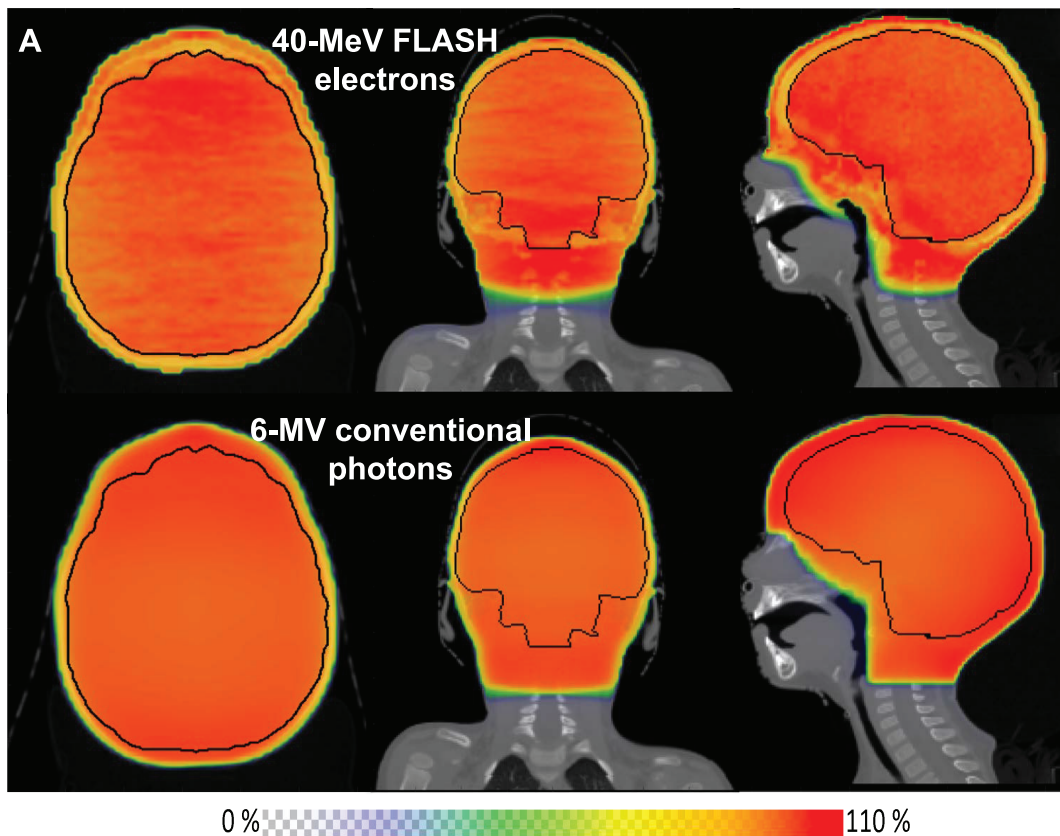 A
40-MeV FLASH
electrons
6-MV conventional
photons
0 %
110 %